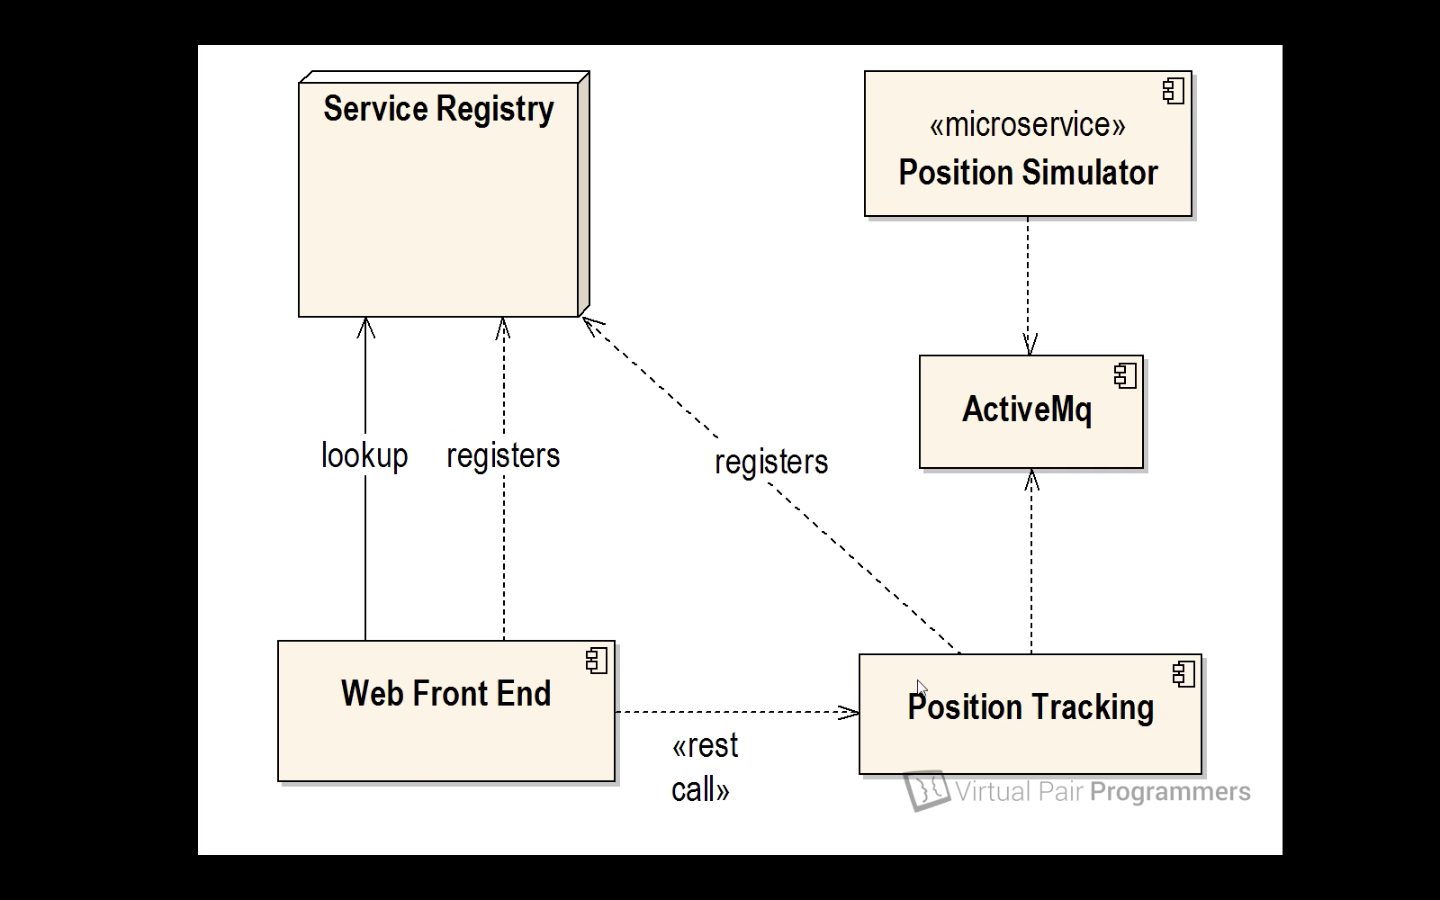 Service Registry
«microservice»
Position Simulator
ActiveMq
lookup
registers
registers
Web Front End
Position Tracking
«rest
call»
Virtual Pair Programmers